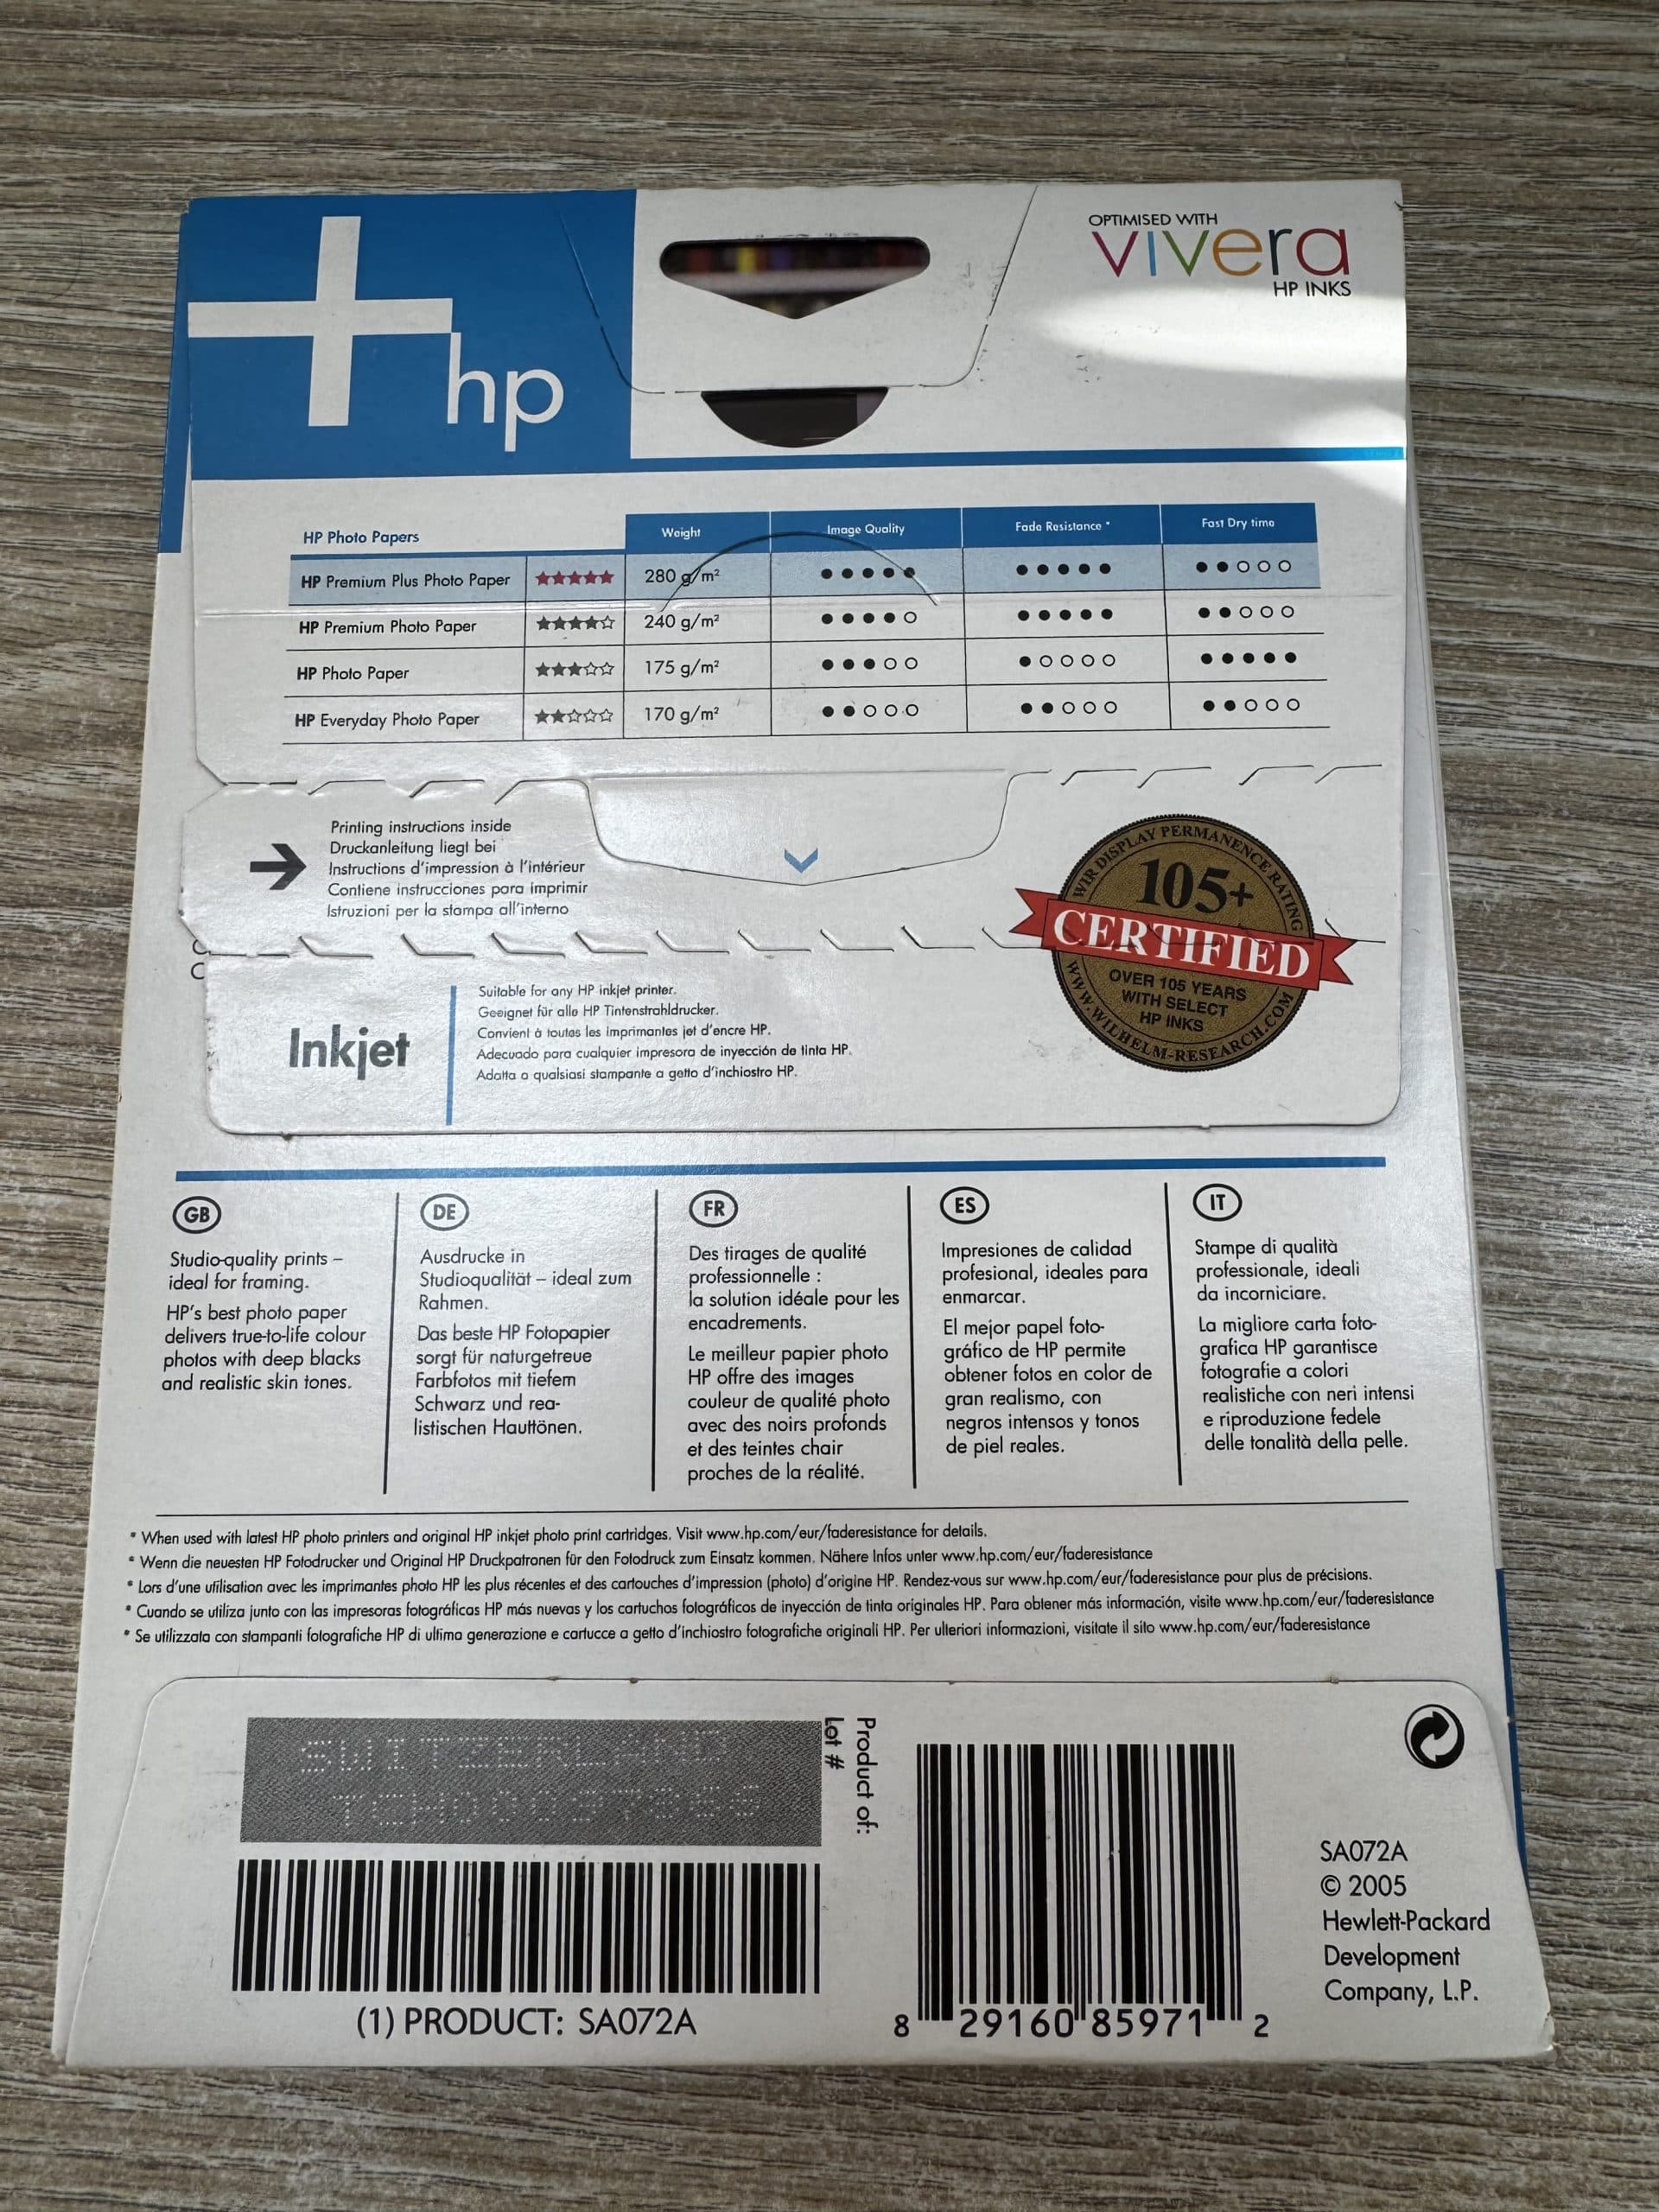 OPTIMISED WITH
vivera
HP INKS
hp
HP Photo Papers Weight Image Quality Fade Resistance * Fast Dry time
HP Premium Plus Photo Paper ★★★★★ 280 g/m² ●●●●● ●●●●● ●●○○○
HP Premium Photo Paper ★★★★☆ 240 g/m² ●●●●○ ●●●●● ●●○○○
HP Photo Paper ★★★☆☆ 175 g/m² ●●●○○ ●○○○○ ●●●●●
HP Everyday Photo Paper ★★☆☆☆ 170 g/m² ●●○○○ ●●○○○ ●●○○○
Printing instructions inside
Druckanleitung liegt bei
Instructions d'impression à l'intérieur
Contiene instrucciones para imprimir
Istruzioni per la stampa all'interno
WIR DISPLAY PERMANENCE RATING
105+
CERTIFIED
OVER 105 YEARS
WITH SELECT
HP INKS
WWW.WILHELM-RESEARCH.COM
Inkjet
Suitable for any HP inkjet printer.
Geeignet für alle HP Tintenstrahldrucker.
Convient à toutes les imprimantes jet d'encre HP.
Adecuado para cualquier impresora de inyección de tinta HP.
Adatta a qualsiasi stampante a getto d'inchiostro HP.
GB
Studio-quality prints –
ideal for framing.
HP's best photo paper
delivers true-to-life colour
photos with deep blacks
and realistic skin tones.
DE
Ausdrucke in
Studioqualität – ideal zum
Rahmen.
Das beste HP Fotopapier
sorgt für naturgetreue
Farbfotos mit tiefem
Schwarz und rea-
listischen Hauttönen.
FR
Des tirages de qualité
professionnelle :
la solution idéale pour les
encadrements.
Le meilleur papier photo
HP offre des images
couleur de qualité photo
avec des noirs profonds
et des teintes chair
proches de la réalité.
ES
Impresiones de calidad
profesional, ideales para
enmarcar.
El mejor papel foto-
gráfico de HP permite
obtener fotos en color de
gran realismo, con
negros intensos y tonos
de piel reales.
IT
Stampe di qualità
professionale, ideali
da incorniciare.
La migliore carta foto-
grafica HP garantisce
fotografie a colori
realistiche con neri intensi
e riproduzione fedele
delle tonalità della pelle.
* When used with latest HP photo printers and original HP inkjet photo print cartridges. Visit www.hp.com/eur/faderesistance for details.
* Wenn die neuesten HP Fotodrucker und Original HP Druckpatronen für den Fotodruck zum Einsatz kommen. Nähere Infos unter www.hp.com/eur/faderesistance
* Lors d'une utilisation avec les imprimantes photo HP les plus récentes et des cartouches d'impression (photo) d'origine HP. Rendez-vous sur www.hp.com/eur/faderesistance pour plus de précisions.
* Cuando se utiliza junto con las impresoras fotográficas HP más nuevas y los cartuchos fotográficos de inyección de tinta originales HP. Para obtener más información, visite www.hp.com/eur/faderesistance
* Se utilizzata con stampanti fotografiche HP di ultima generazione e cartucce a getto d'inchiostro fotografiche originali HP. Per ulteriori informazioni, visitate il sito www.hp.com/eur/faderesistance
Product of:
Lot #
SWITZERLAND
(1) PRODUCT: SA072A
8 29160 85971 2
SA072A
© 2005
Hewlett-Packard
Development
Company, L.P.